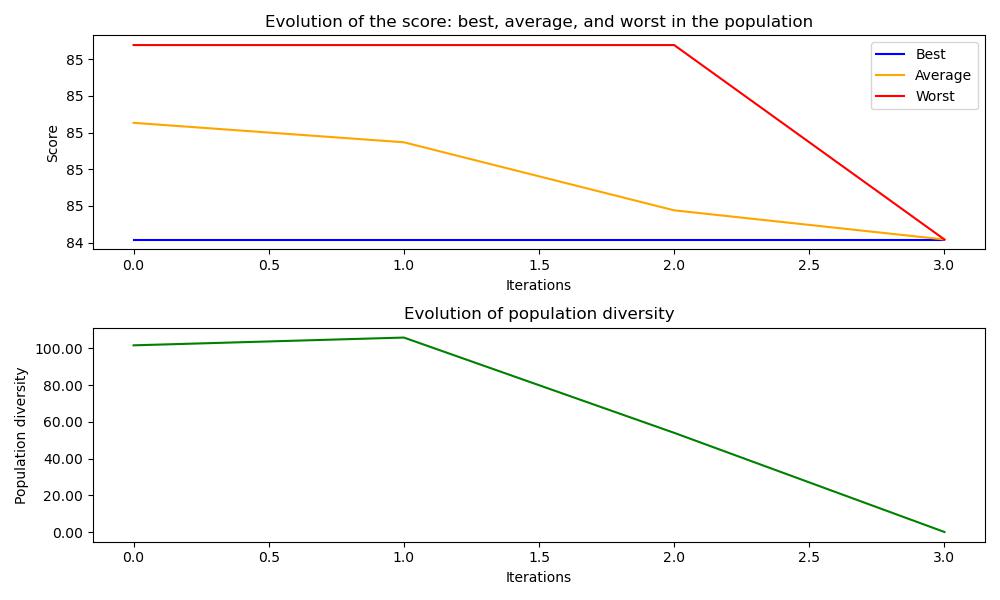 Evolution of the score: best, average, and worst in the population
85
85
85
85
85
84
Score
Best
Average
Worst
0.0 0.5 1.0 1.5 2.0 2.5 3.0
Iterations
Evolution of population diversity
100.00
80.00
60.00
40.00
20.00
0.00
Population diversity
0.0 0.5 1.0 1.5 2.0 2.5 3.0
Iterations